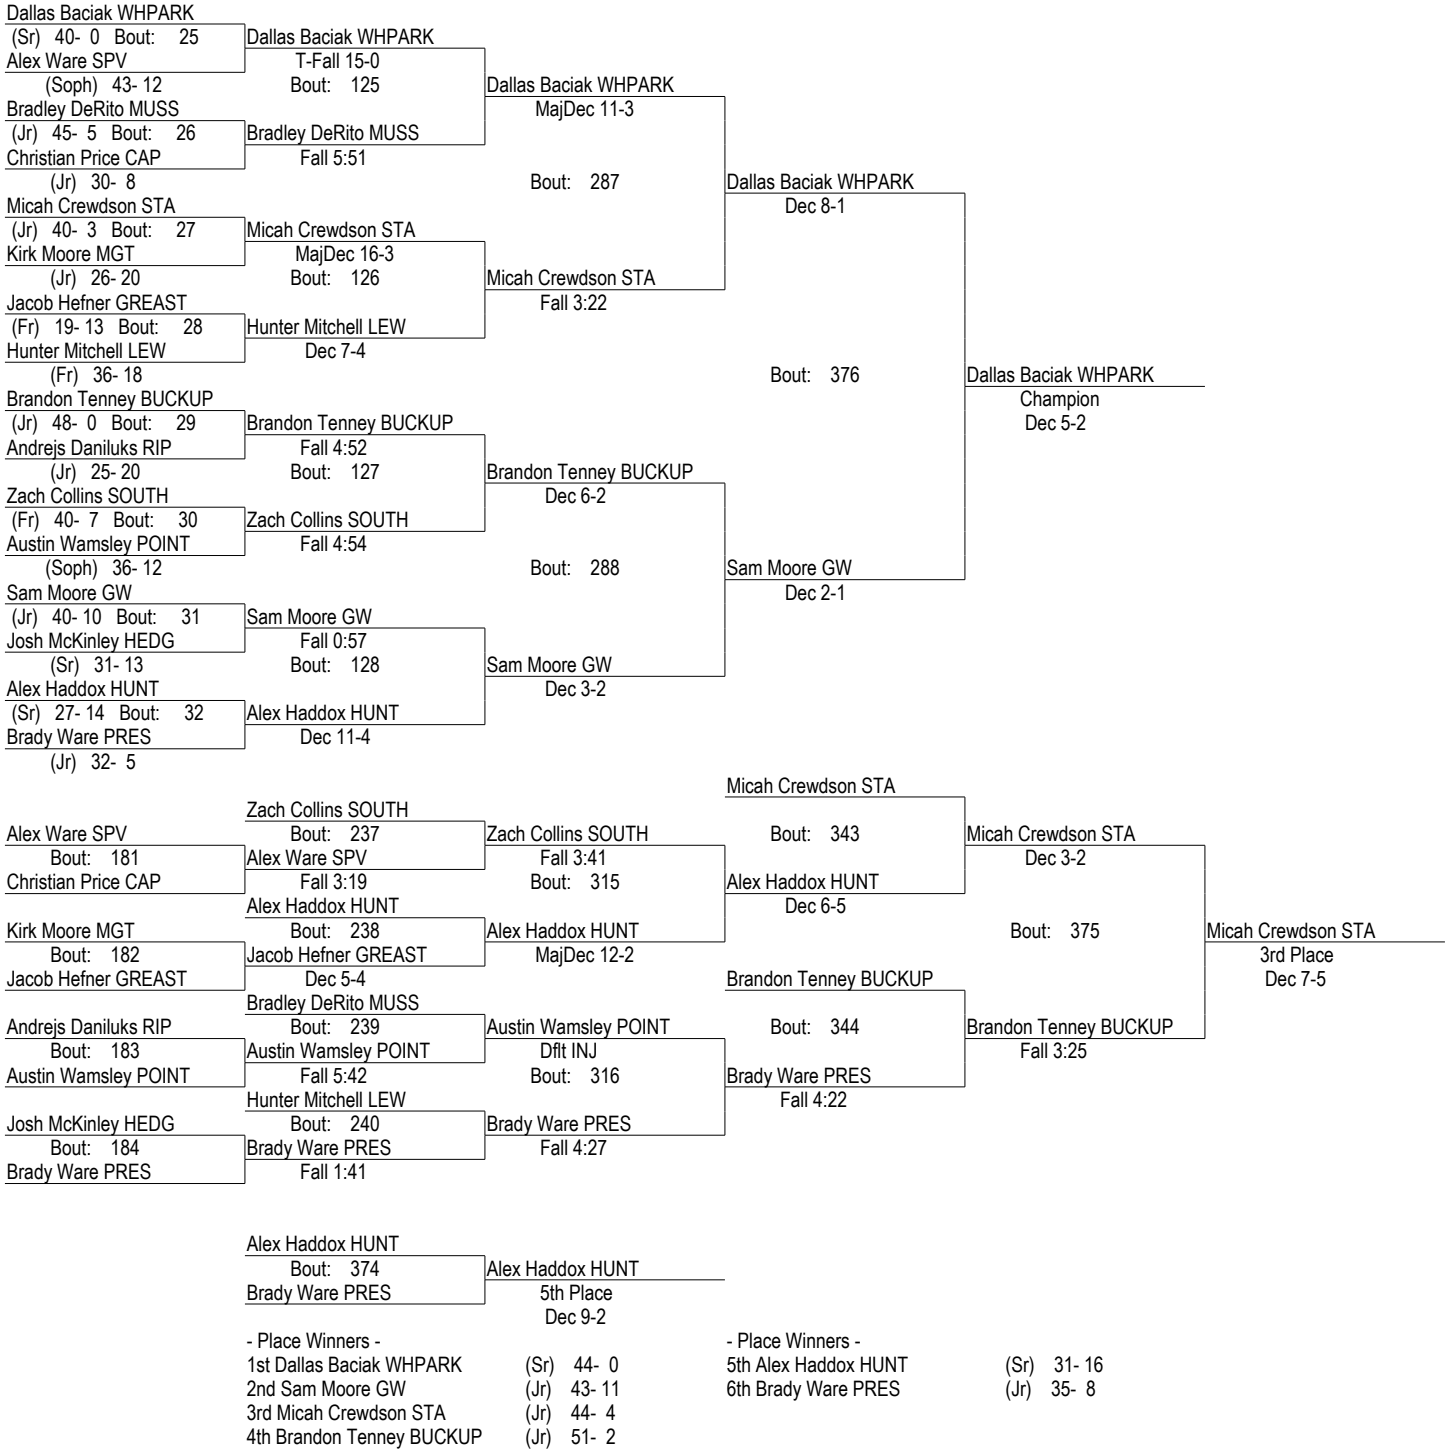 Dallas Baciak WHPARK
(Sr) 40- 0 Bout: 25 Dallas Baciak WHPARK
Alex Ware SPV T-Fall 15-0
(Soph) 43- 12 Bout: 125 Dallas Baciak WHPARK
Bradley DeRito MUSS MajDec 11-3
(Jr) 45- 5 Bout: 26 Bradley DeRito MUSS
Christian Price CAP Fall 5:51
(Jr) 30- 8 Bout: 287 Dallas Baciak WHPARK
Micah Crewdson STA Dec 8-1
(Jr) 40- 3 Bout: 27 Micah Crewdson STA
Kirk Moore MGT MajDec 16-3
(Jr) 26- 20 Bout: 126 Micah Crewdson STA
Jacob Hefner GREAST Fall 3:22
(Fr) 19- 13 Bout: 28 Hunter Mitchell LEW
Hunter Mitchell LEW Dec 7-4
(Fr) 36- 18 Bout: 376 Dallas Baciak WHPARK
Brandon Tenney BUCKUP Champion
(Jr) 48- 0 Bout: 29 Brandon Tenney BUCKUP Dec 5-2
Andrejs Daniluks RIP Fall 4:52
(Jr) 25- 20 Bout: 127 Brandon Tenney BUCKUP
Zach Collins SOUTH Dec 6-2
(Fr) 40- 7 Bout: 30 Zach Collins SOUTH
Austin Wamsley POINT Fall 4:54
(Soph) 36- 12 Bout: 288 Sam Moore GW
Sam Moore GW Dec 2-1
(Jr) 40- 10 Bout: 31 Sam Moore GW
Josh McKinley HEDG Fall 0:57
(Sr) 31- 13 Bout: 128 Sam Moore GW
Alex Haddox HUNT Dec 3-2
(Sr) 27- 14 Bout: 32 Alex Haddox HUNT
Brady Ware PRES Dec 11-4
(Jr) 32- 5
Micah Crewdson STA
Zach Collins SOUTH
Alex Ware SPV Bout: 237 Zach Collins SOUTH Bout: 343 Micah Crewdson STA
Bout: 181 Alex Ware SPV Fall 3:41 Dec 3-2
Christian Price CAP Fall 3:19 Bout: 315 Alex Haddox HUNT
Alex Haddox HUNT Dec 6-5
Kirk Moore MGT Bout: 238 Alex Haddox HUNT Bout: 375 Micah Crewdson STA
Bout: 182 Jacob Hefner GREAST MajDec 12-2 3rd Place
Jacob Hefner GREAST Dec 5-4 Brandon Tenney BUCKUP Dec 7-5
Bradley DeRito MUSS
Andrejs Daniluks RIP Bout: 239 Austin Wamsley POINT Bout: 344 Brandon Tenney BUCKUP
Bout: 183 Austin Wamsley POINT Dflt INJ Fall 3:25
Austin Wamsley POINT Fall 5:42 Bout: 316 Brady Ware PRES
Hunter Mitchell LEW Fall 4:22
Josh McKinley HEDG Bout: 240 Brady Ware PRES
Bout: 184 Brady Ware PRES Fall 4:27
Brady Ware PRES Fall 1:41
Alex Haddox HUNT
Bout: 374 Alex Haddox HUNT
Brady Ware PRES 5th Place
Dec 9-2
- Place Winners - - Place Winners -
1st Dallas Baciak WHPARK (Sr) 44- 0 5th Alex Haddox HUNT (Sr) 31- 16
2nd Sam Moore GW (Jr) 43- 11 6th Brady Ware PRES (Jr) 35- 8
3rd Micah Crewdson STA (Jr) 44- 4
4th Brandon Tenney BUCKUP (Jr) 51- 2